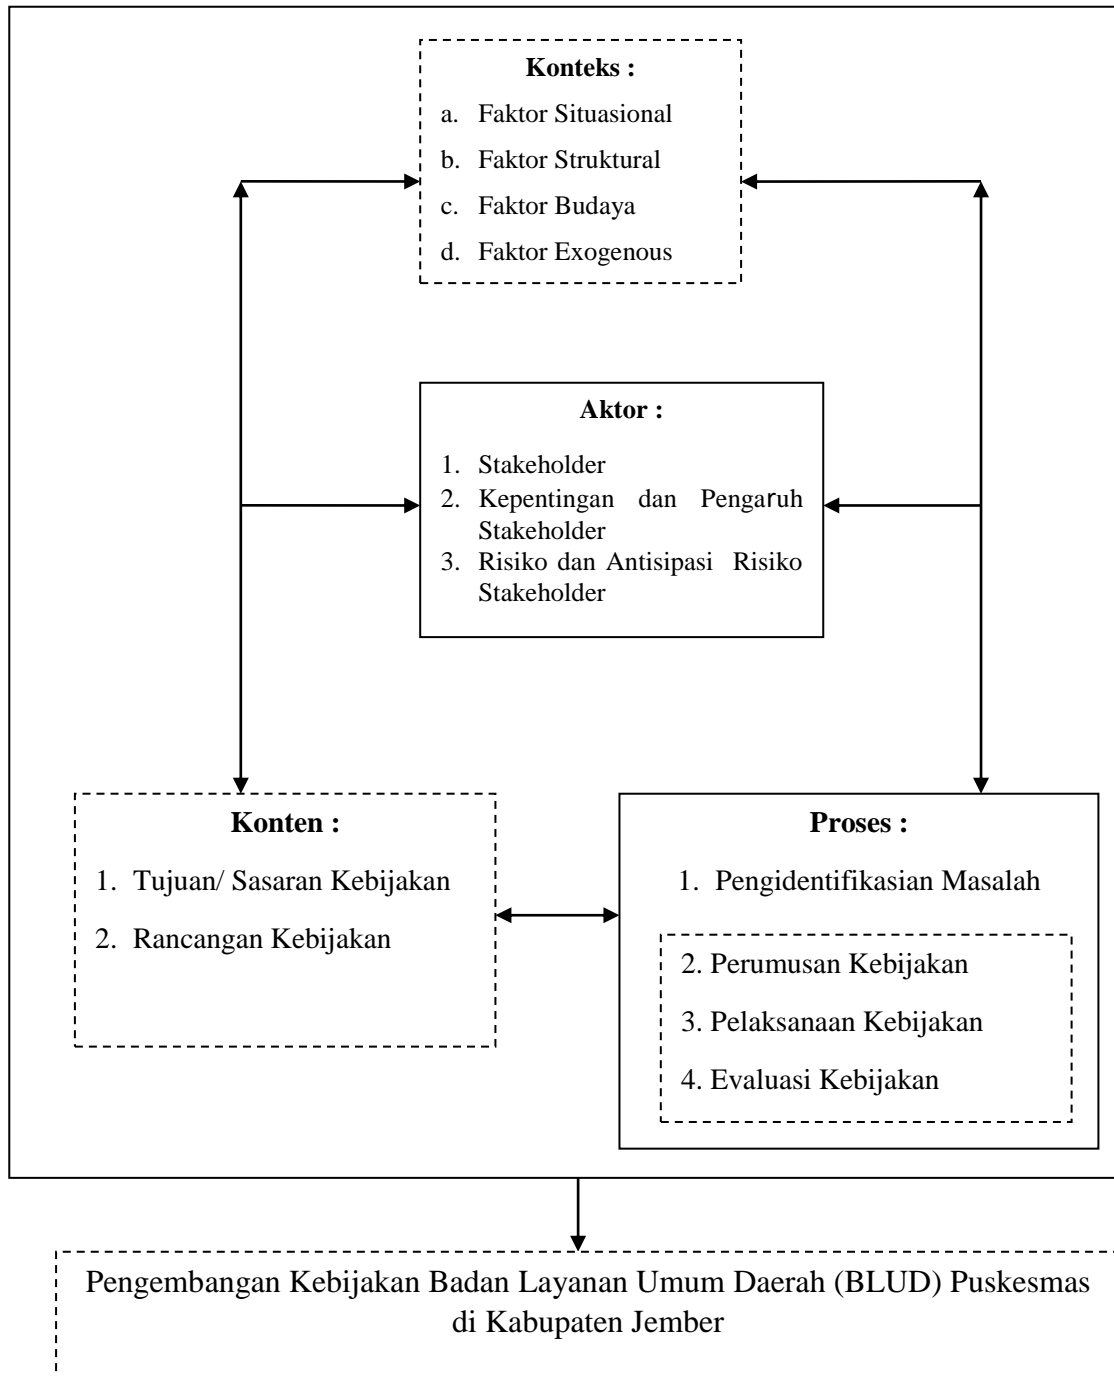 Konteks :
a. Faktor Situasional
b. Faktor Struktural
c. Faktor Budaya
d. Faktor Exogenous
Aktor :
1. Stakeholder
2. Kepentingan dan Pengaruh
Stakeholder
3. Risiko dan Antisipasi Risiko
Stakeholder
Konten :
1. Tujuan/ Sasaran Kebijakan
2. Rancangan Kebijakan
Proses :
1. Pengidentifikasian Masalah
2. Perumusan Kebijakan
3. Pelaksanaan Kebijakan
4. Evaluasi Kebijakan
Pengembangan Kebijakan Badan Layanan Umum Daerah (BLUD) Puskesmas
di Kabupaten Jember